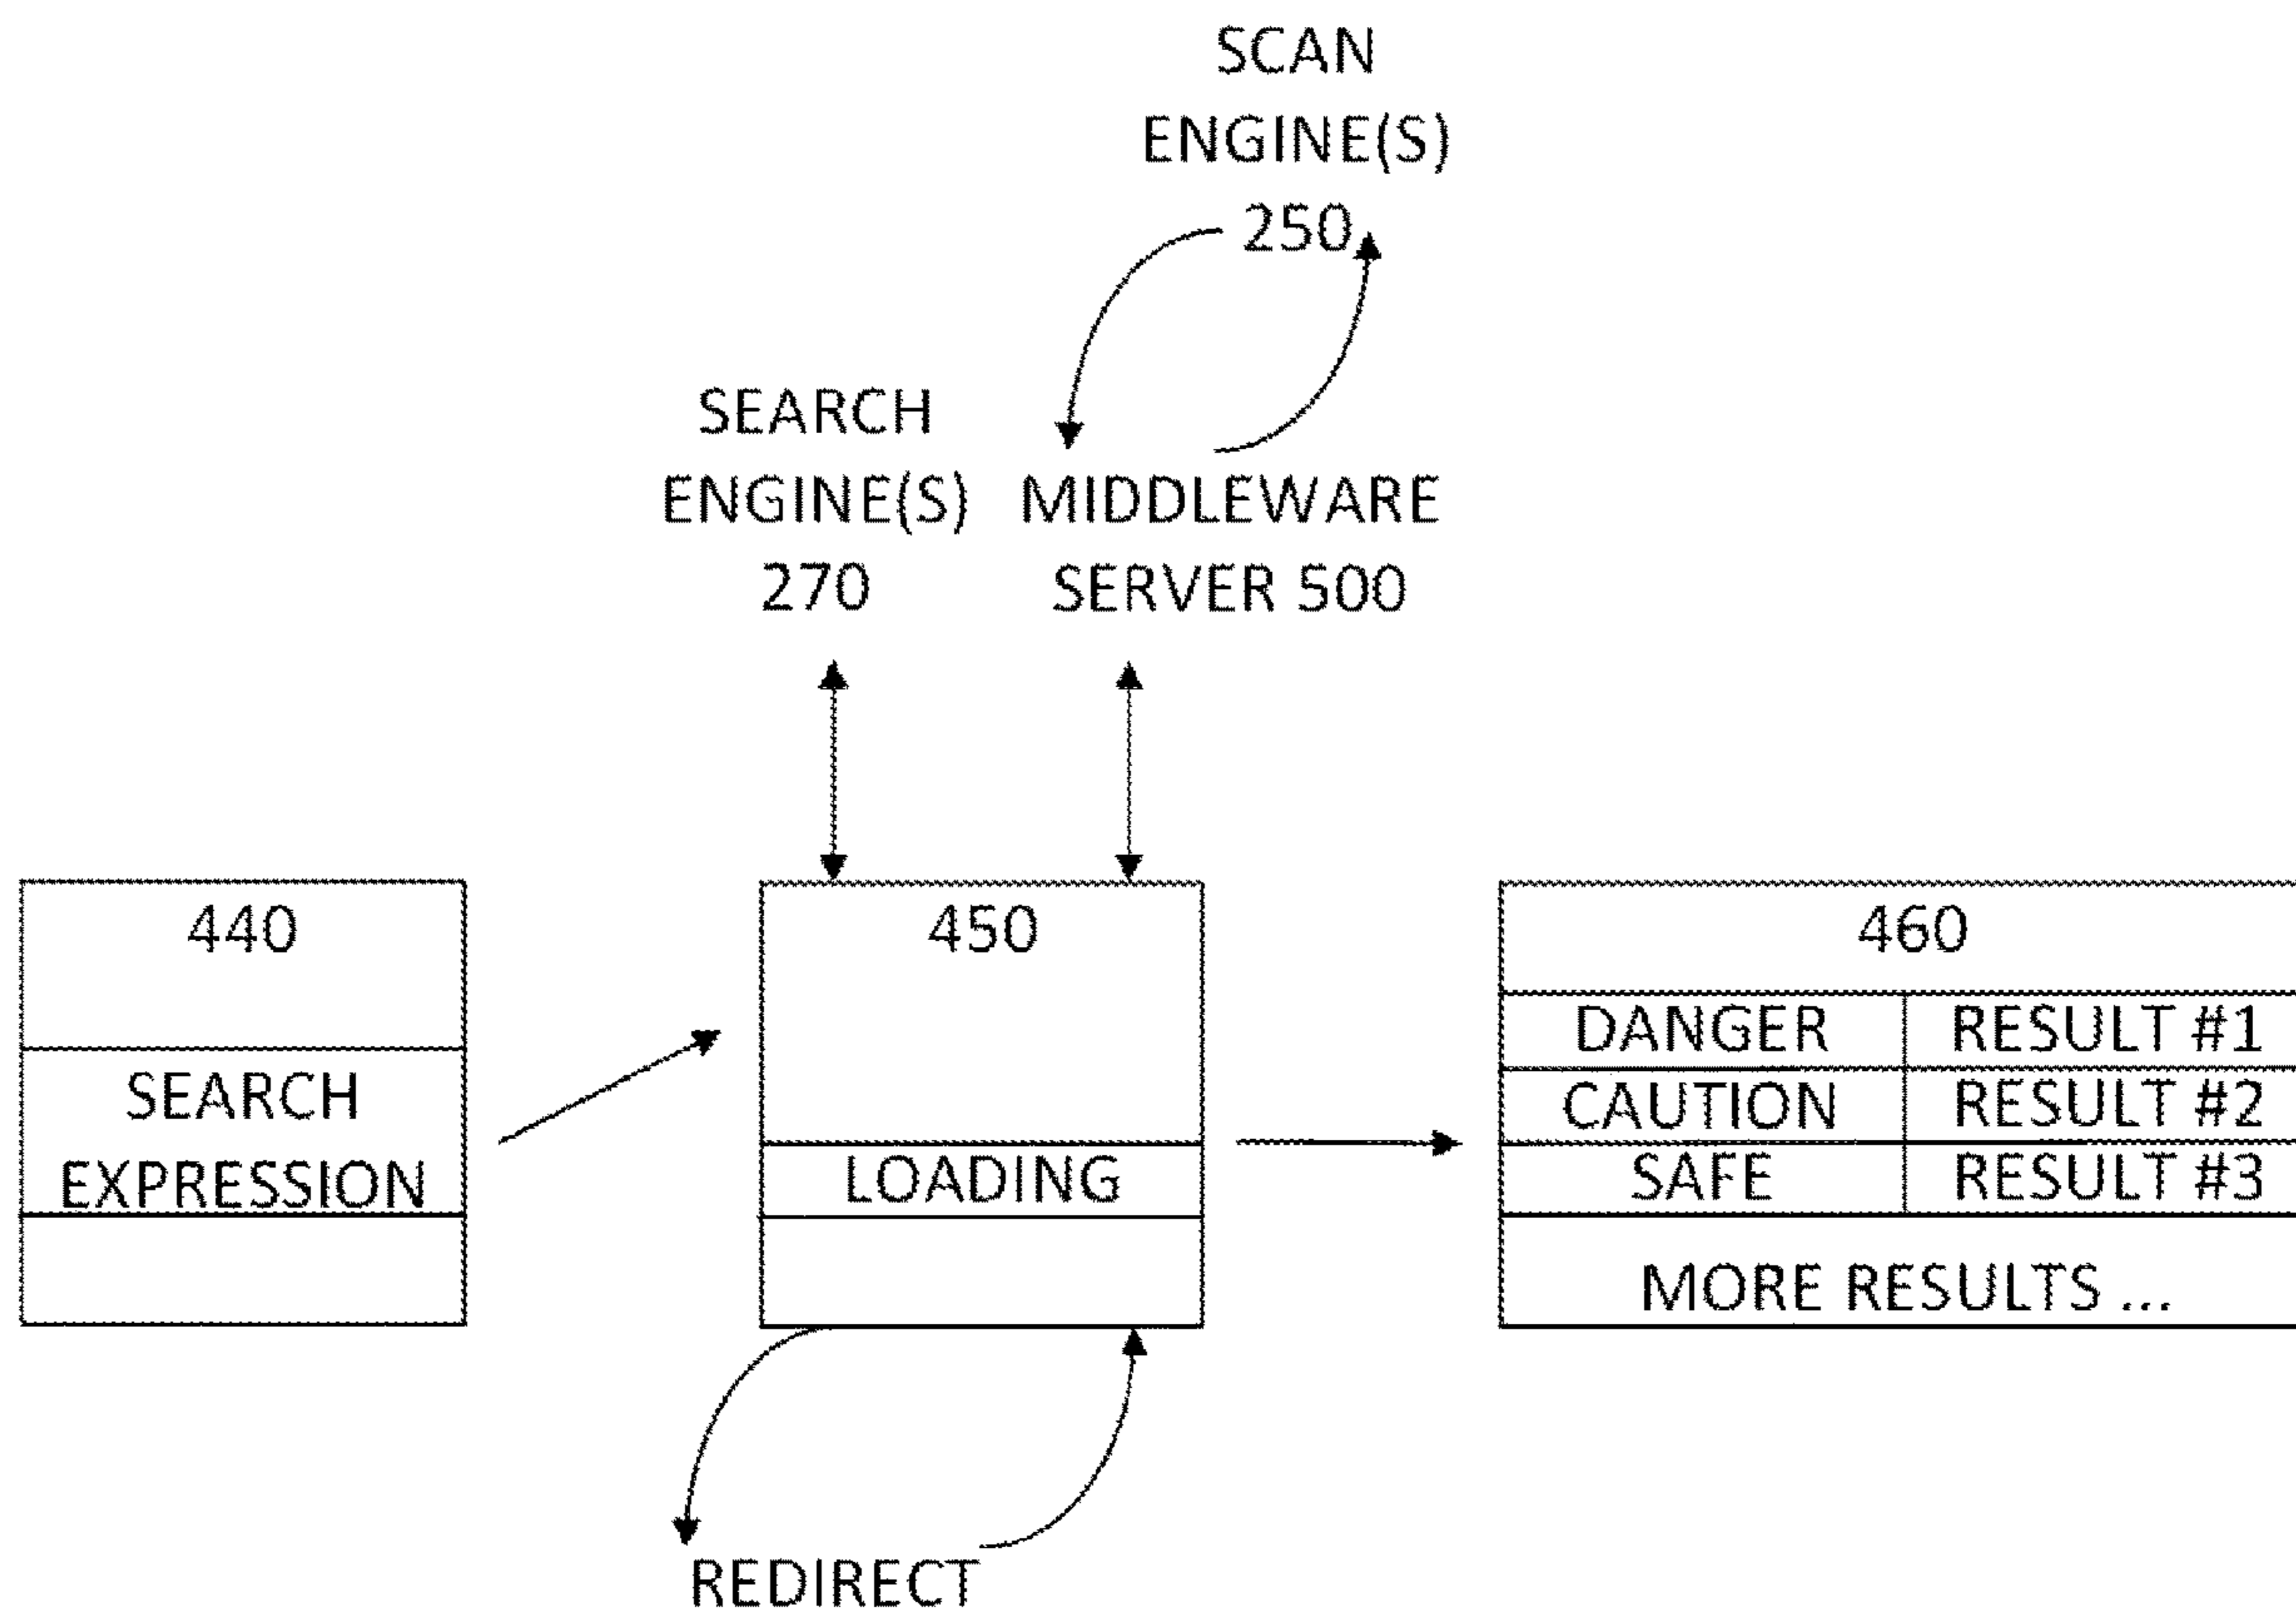 SCAN
ENGINE(S)
250
SEARCH
ENGINE(S)
270
MIDDLEWARE
SERVER 500
440
SEARCH
EXPRESSION
450
LOADING
460
DANGER RESULT #1
CAUTION RESULT #2
SAFE RESULT #3
MORE RESULTS ...
REDIRECT